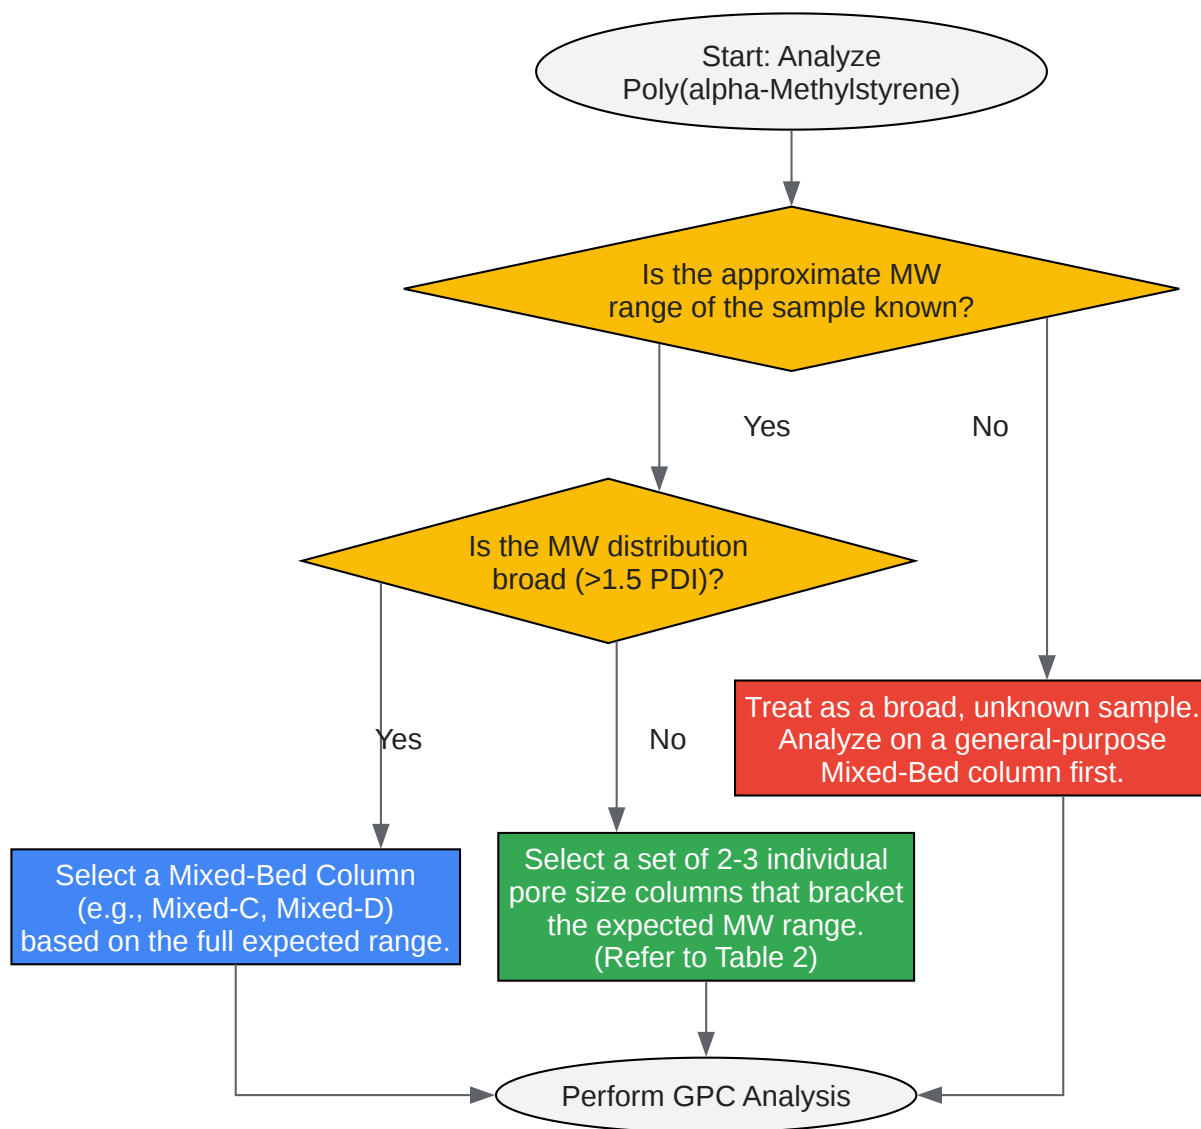 Start: Analyze
Poly(alpha-Methylstyrene)
Is the approximate MW
range of the sample known?
Yes
No
Is the MW distribution
broad (>1.5 PDI)?
Yes
No
Treat as a broad, unknown sample.
Analyze on a general-purpose
Mixed-Bed column first.
Select a Mixed-Bed Column
(e.g., Mixed-C, Mixed-D)
based on the full expected range.
Select a set of 2-3 individual
pore size columns that bracket
the expected MW range.
(Refer to Table 2)
Perform GPC Analysis